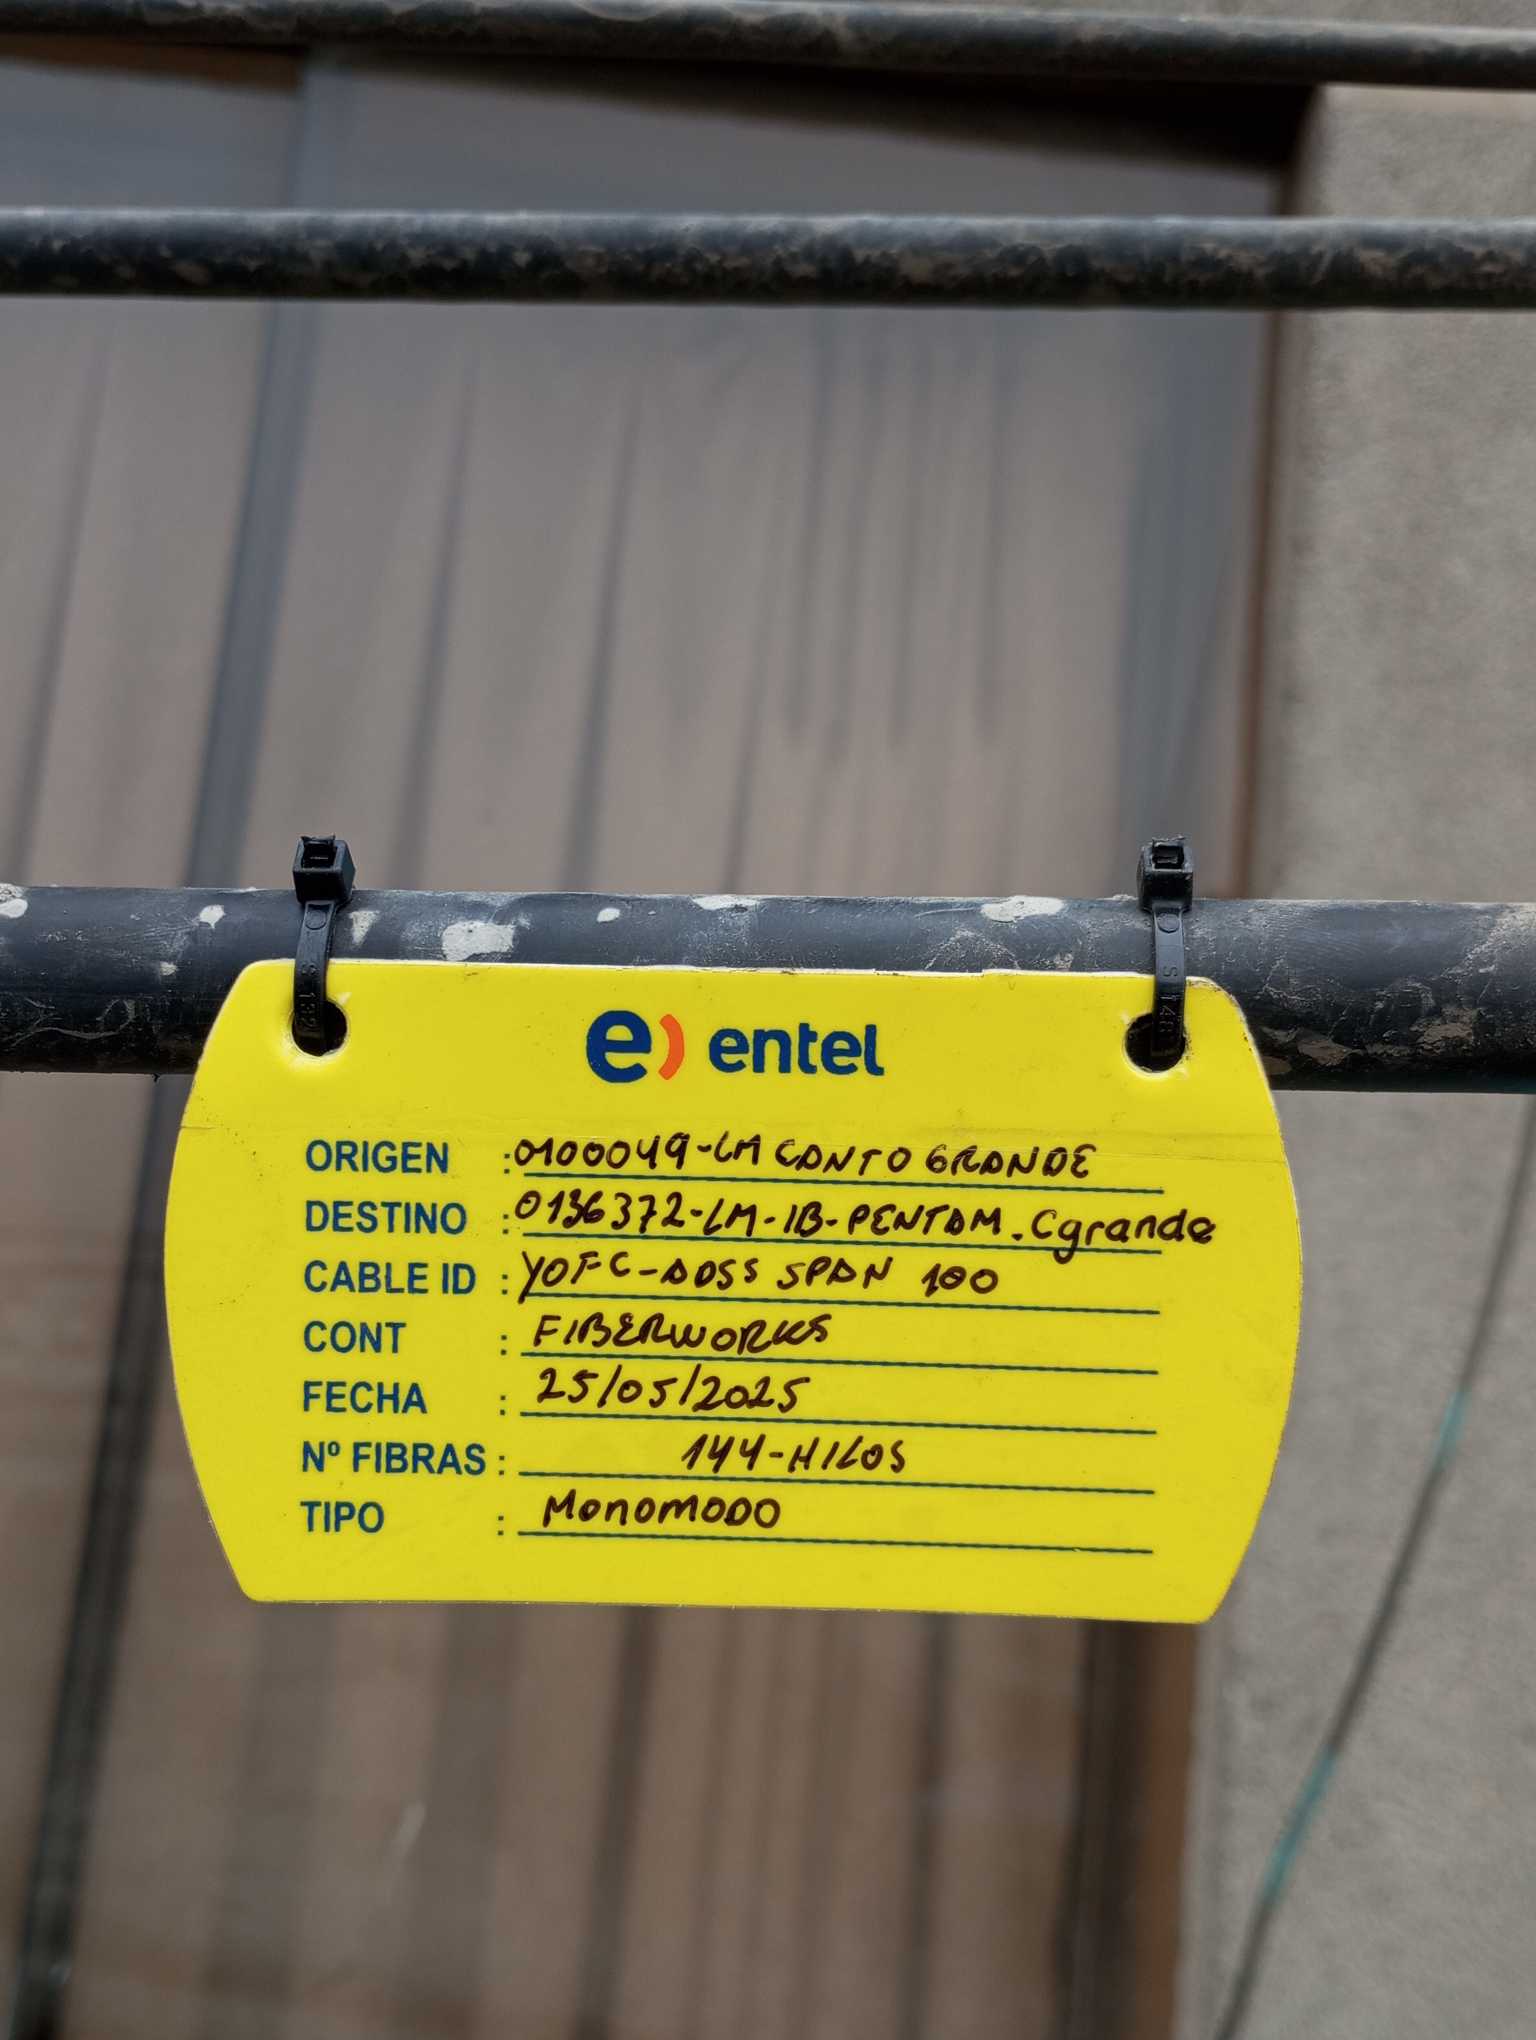 e) entel
ORIGEN : 0100049-LM CANTO GRANDE
DESTINO : 0136372-LM-IB-PENTAM.Cgrande
CABLE ID : YOFC-ADSS SPAN 100
CONT : FIBERWORKS
FECHA : 25/05/2025
Nº FIBRAS : 144-HILOS
TIPO : MONOMODO